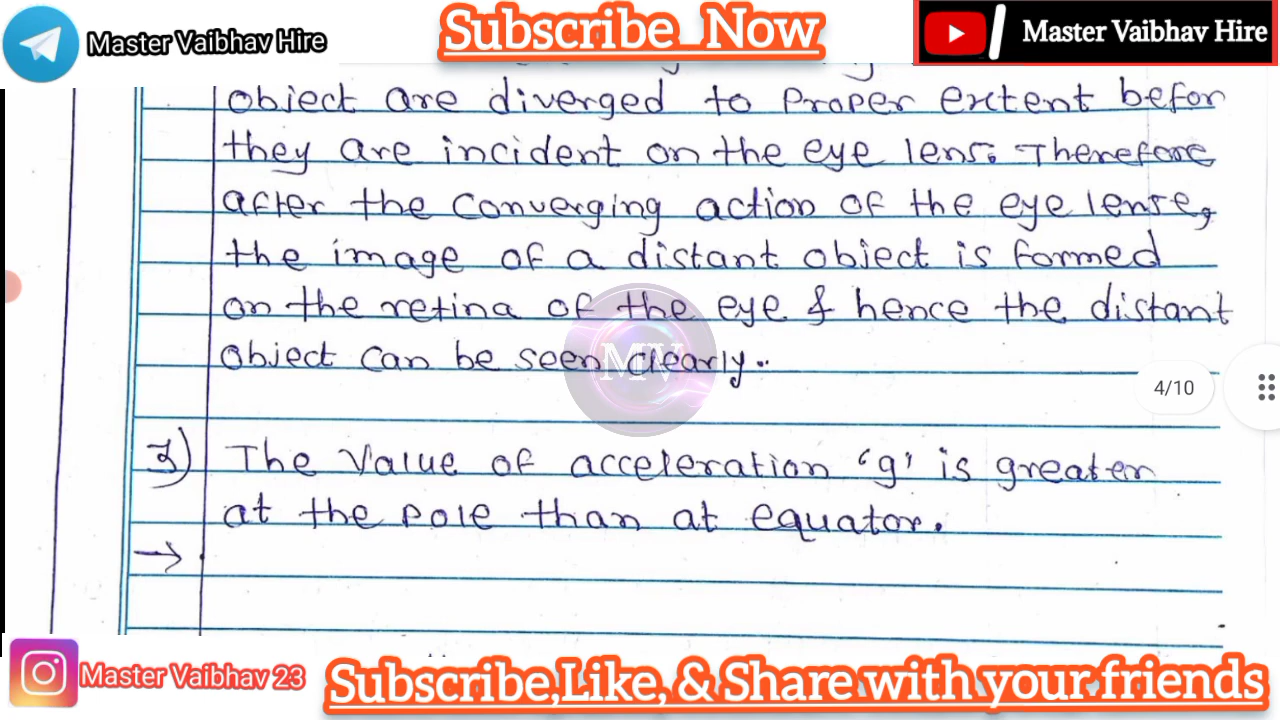 Master Vaibhav Hire
Subscribe Now
Master Vaibhav Hire
object are diverged to proper extent befor
they are incident on the eye lens. Therefore
after the converging action of the eye lense,
the image of a distant object is formed
on the retina of the eye & hence the distant
object can be seen clearly..
MV
4/10
3) The Value of acceleration 'g' is greater
at the pole than at equator.
→
Master Vaibhav 23
Subscribe,Like, & Share with your friends